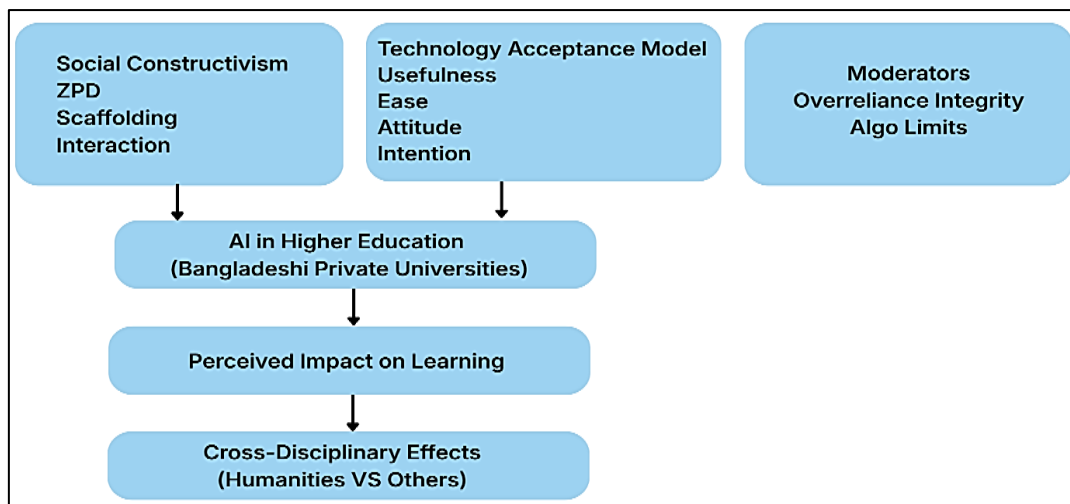 Social Constructivism
ZPD
Scaffolding
Interaction
Technology Acceptance Model
Usefulness
Ease
Attitude
Intention
Moderators
Overreliance Integrity
Algo Limits
AI in Higher Education
(Bangladeshi Private Universities)
Perceived Impact on Learning
Cross-Disciplinary Effects
(Humanities VS Others)